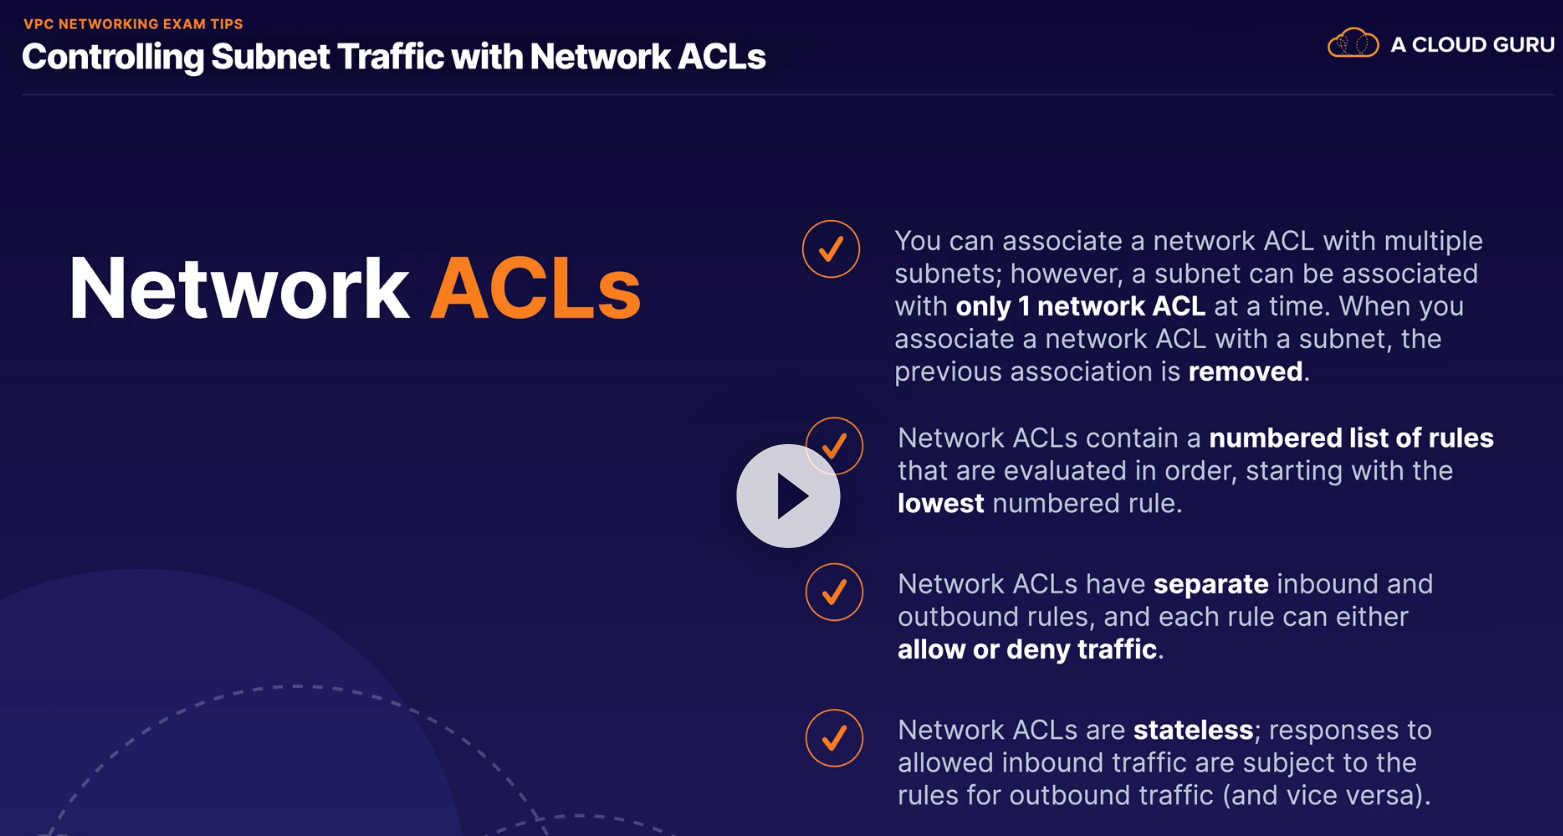 VPC NETWORKING EXAM TIPS
Controlling Subnet Traffic with Network ACLs
A CLOUD GURU
Network ACLs
You can associate a network ACL with multiple
subnets; however, a subnet can be associated
with only 1 network ACL at a time. When you
associate a network ACL with a subnet, the
previous association is removed.
Network ACLs contain a numbered list of rules
that are evaluated in order, starting with the
lowest numbered rule.
Network ACLs have separate inbound and
outbound rules, and each rule can either
allow or deny traffic.
Network ACLs are stateless; responses to
allowed inbound traffic are subject to the
rules for outbound traffic (and vice versa).